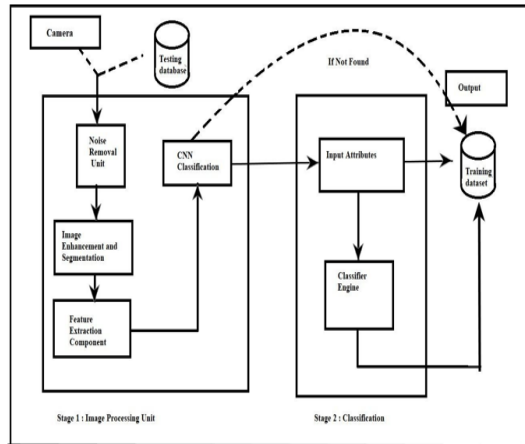 Camera
Testing
database
If Not Found
Output
Noise
Removal
Unit
CNN
Classification
Input Attributes
Training
dataset
Image
Enhancement and
Segmentation
Classifier
Engine
Feature
Extraction
Component
Stage 1 : Image Processing Unit
Stage 2 : Classification